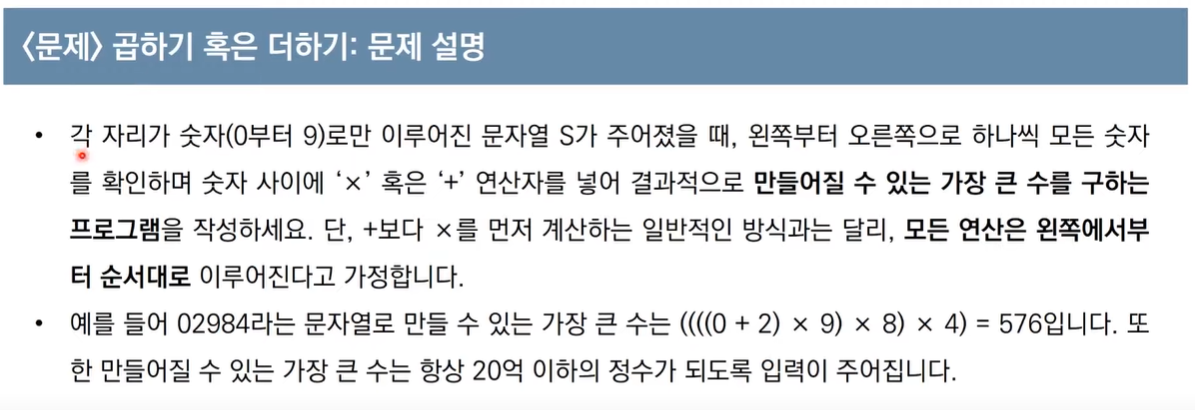 <문제> 곱하기 혹은 더하기: 문제 설명
• 각 자리가 숫자(0부터 9)로만 이루어진 문자열 S가 주어졌을 때, 왼쪽부터 오른쪽으로 하나씩 모든 숫자
를 확인하며 숫자 사이에 ‘×’ 혹은 ‘+’ 연산자를 넣어 결과적으로 만들어질 수 있는 가장 큰 수를 구하는
프로그램을 작성하세요. 단, +보다 ×를 먼저 계산하는 일반적인 방식과는 달리, 모든 연산은 왼쪽에서부
터 순서대로 이루어진다고 가정합니다.
• 예를 들어 02984라는 문자열로 만들 수 있는 가장 큰 수는 ((((0 + 2) × 9) × 8) × 4) = 576입니다. 또
한 만들어질 수 있는 가장 큰 수는 항상 20억 이하의 정수가 되도록 입력이 주어집니다.